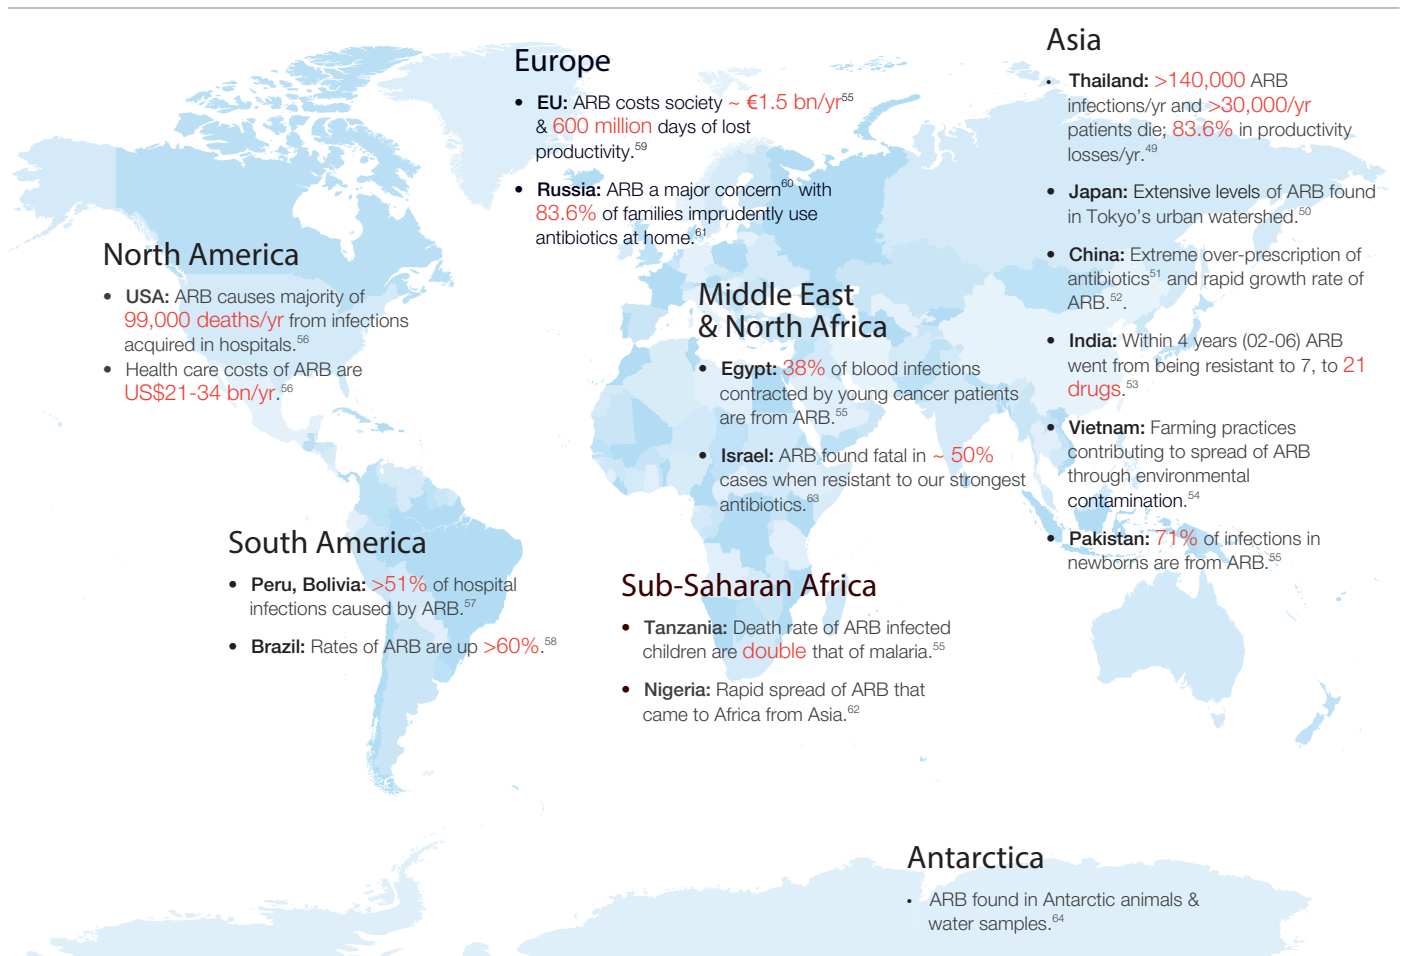 Europe
• EU: ARB costs society ~ €1.5 bn/yr55
& 600 million days of lost
productivity.59
• Russia: ARB a major concern60 with
83.6% of families imprudently use
antibiotics at home.61
Asia
• Thailand: >140,000 ARB
infections/yr and >30,000/yr
patients die; 83.6% in productivity
losses/yr.49
• Japan: Extensive levels of ARB found
in Tokyo's urban watershed.50
• China: Extreme over-prescription of
antibiotics51 and rapid growth rate of
ARB.52.
• India: Within 4 years (02-06) ARB
went from being resistant to 7, to 21
drugs.53
• Vietnam: Farming practices
contributing to spread of ARB
through environmental
contamination.54
• Pakistan: 71% of infections in
newborns are from ARB.55
North America
• USA: ARB causes majority of
99,000 deaths/yr from infections
acquired in hospitals.56
• Health care costs of ARB are
US$21-34 bn/yr.56
Middle East
& North Africa
• Egypt: 38% of blood infections
contracted by young cancer patients
are from ARB.55
• Israel: ARB found fatal in ~ 50%
cases when resistant to our strongest
antibiotics.63
South America
• Peru, Bolivia: >51% of hospital
infections caused by ARB.57
• Brazil: Rates of ARB are up >60%.58
Sub-Saharan Africa
• Tanzania: Death rate of ARB infected
children are double that of malaria.55
• Nigeria: Rapid spread of ARB that
came to Africa from Asia.62
Antarctica
• ARB found in Antarctic animals &
water samples.64